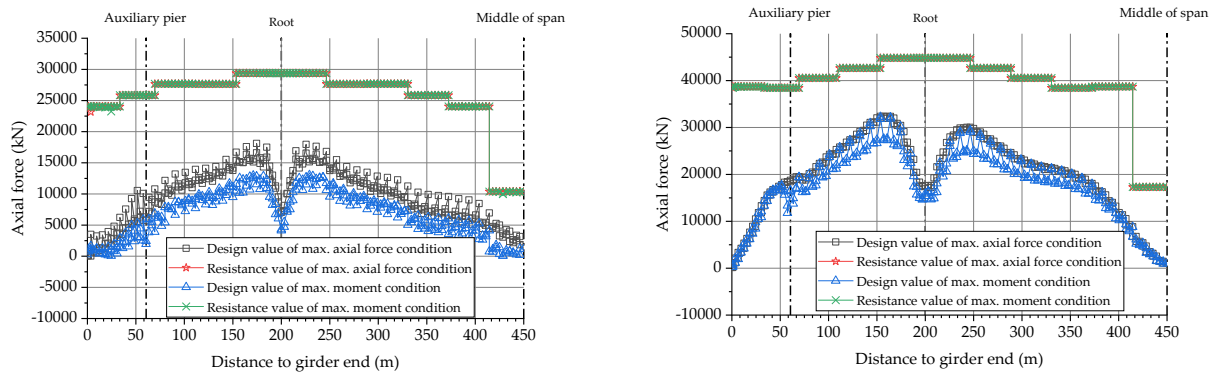 Auxiliary pier
Root
Middle of span
35000
30000
25000
20000
15000
10000
5000
0
-5000
-10000
Axial force (kN)
Design value of max. axial force condition
Resistance value of max. axial force condition
Design value of max. moment condition
Resistance value of max. moment condition
0 50 100 150 200 250 300 350 400 450
Distance to girder end (m)
Auxiliary pier
Root
Middle of span
50000
40000
30000
20000
10000
0
-10000
Axial force (kN)
Design value of max. axial force condition
Resistance value of max. axial force condition
Design value of max. moment condition
Resistance value of max. moment condition
0 50 100 150 200 250 300 350 400 450
Distance to girder end (m)